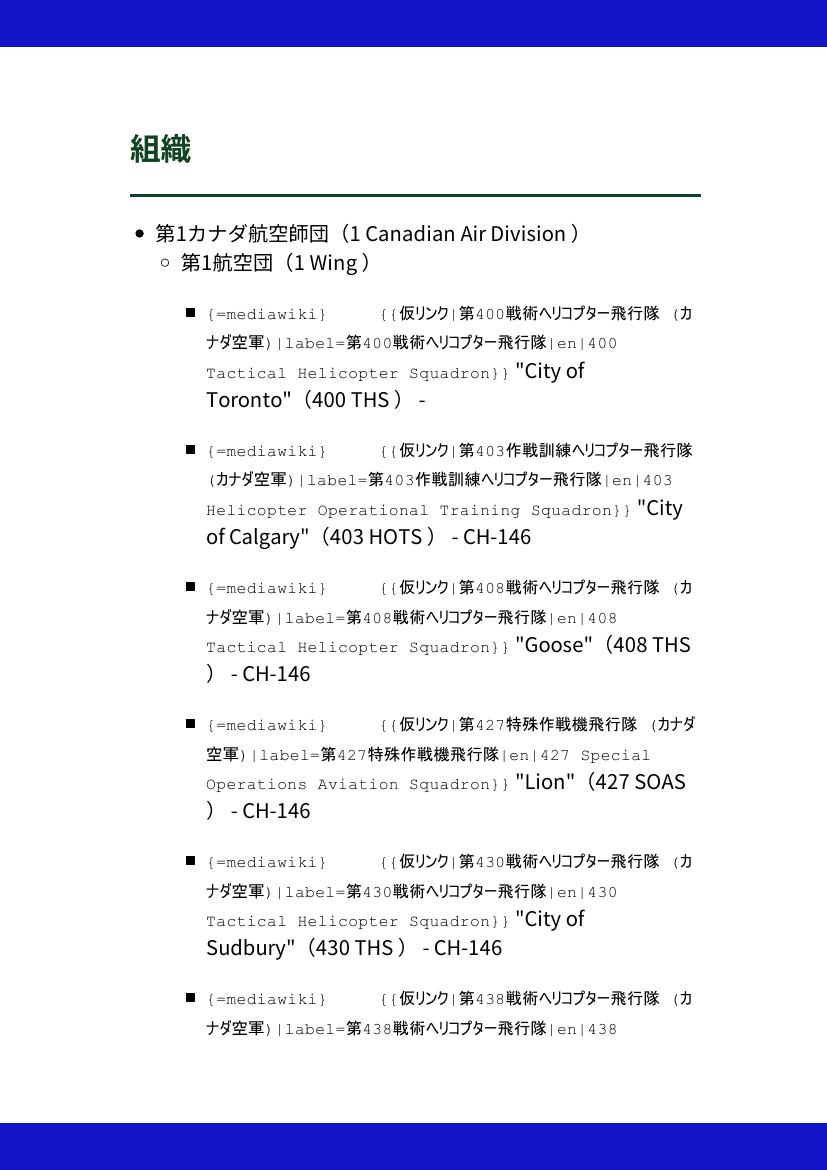 組織
第1カナダ航空師団（1 Canadian Air Division ）
第1航空団（1 Wing ）
{=mediawiki} {{仮リンク|第400戦術ヘリコプター飛行隊 (カ
ナダ空軍)|label=第400戦術ヘリコプター飛行隊|en|400
Tactical Helicopter Squadron}} "City of
Toronto"（400 THS ） -
{=mediawiki} {{仮リンク|第403作戦訓練ヘリコプター飛行隊
(カナダ空軍)|label=第403作戦訓練ヘリコプター飛行隊|en|403
Helicopter Operational Training Squadron}} "City
of Calgary"（403 HOTS ） - CH-146
{=mediawiki} {{仮リンク|第408戦術ヘリコプター飛行隊 (カ
ナダ空軍)|label=第408戦術ヘリコプター飛行隊|en|408
Tactical Helicopter Squadron}} "Goose"（408 THS
） - CH-146
{=mediawiki} {{仮リンク|第427特殊作戦機飛行隊 (カナダ
空軍)|label=第427特殊作戦機飛行隊|en|427 Special
Operations Aviation Squadron}} "Lion"（427 SOAS
） - CH-146
{=mediawiki} {{仮リンク|第430戦術ヘリコプター飛行隊 (カ
ナダ空軍)|label=第430戦術ヘリコプター飛行隊|en|430
Tactical Helicopter Squadron}} "City of
Sudbury"（430 THS ） - CH-146
{=mediawiki} {{仮リンク|第438戦術ヘリコプター飛行隊 (カ
ナダ空軍)|label=第438戦術ヘリコプター飛行隊|en|438